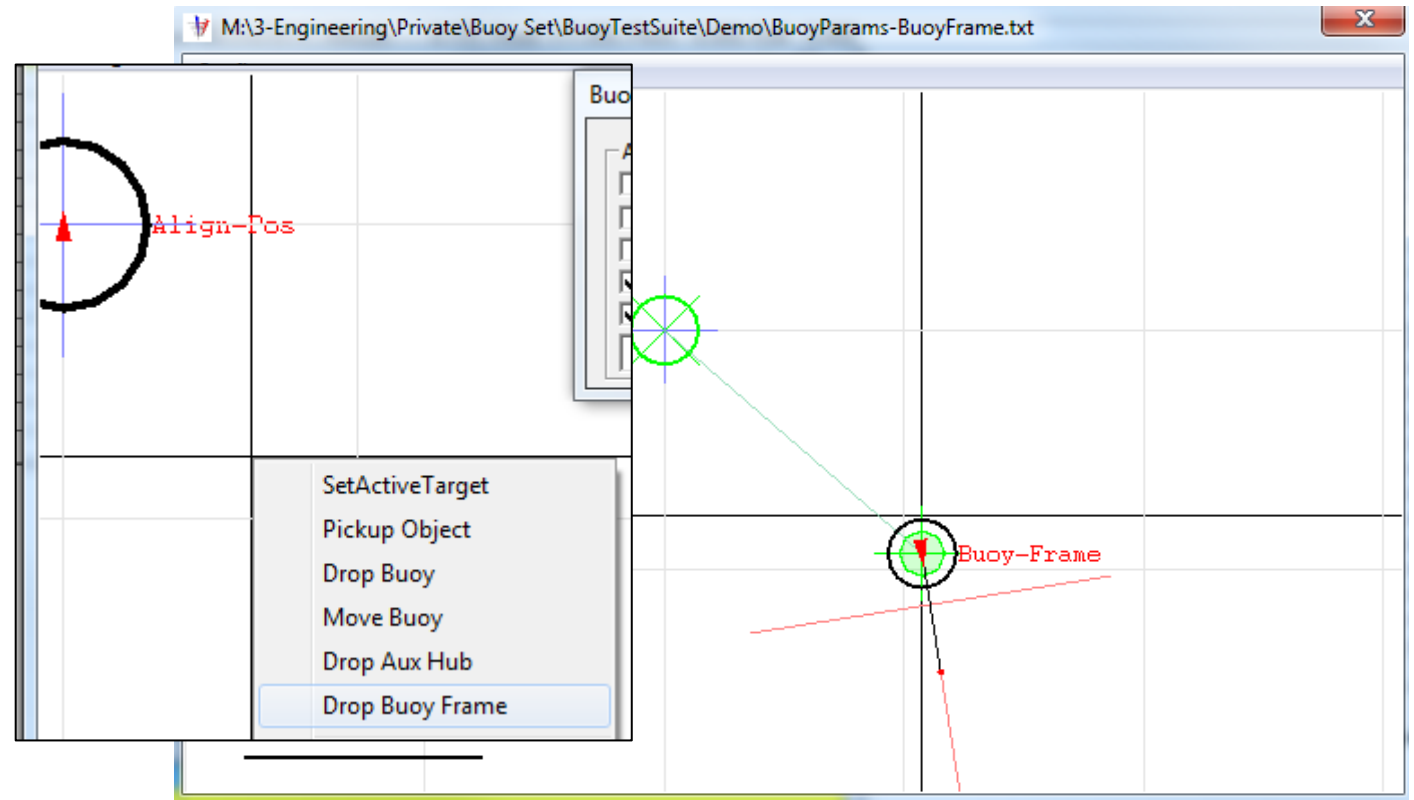 M:\3-Engineering\Private\Buoy Set\BuoyTestSuite\Demo\BuoyParams-BuoyFrame.txt
Buo
A
Align-Pos
SetActiveTarget
Pickup Object
Drop Buoy
Move Buoy
Drop Aux Hub
Drop Buoy Frame
Buoy-Frame